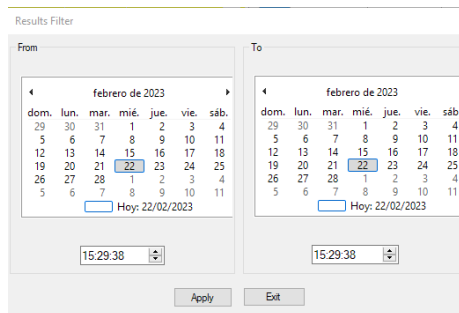 Results Filter
From
febrero de 2023
dom. lun. mar. mié. jue. vie. sáb.
29 30 31 1 2 3 4
5 6 7 8 9 10 11
12 13 14 15 16 17 18
19 20 21 22 23 24 25
26 27 28 1 2 3 4
5 6 7 8 9 10 11
Hoy: 22/02/2023
15:29:38
To
febrero de 2023
dom. lun. mar. mié. jue. vie. sáb.
29 30 31 1 2 3 4
5 6 7 8 9 10 11
12 13 14 15 16 17 18
19 20 21 22 23 24 25
26 27 28 1 2 3 4
5 6 7 8 9 10 11
Hoy: 22/02/2023
15:29:38
Apply
Exit